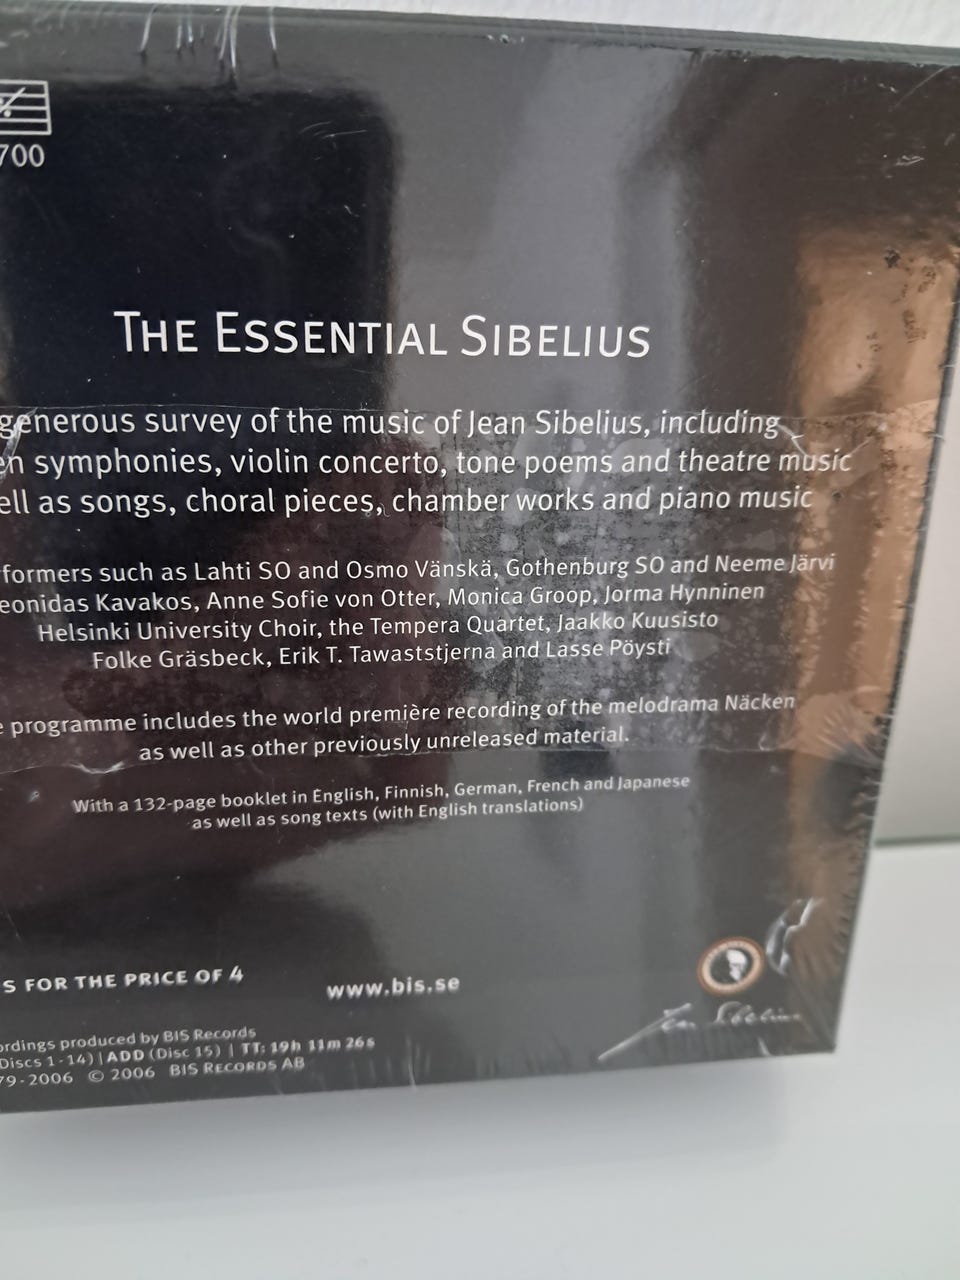 700
THE ESSENTIAL SIBELIUS
generous survey of the music of Jean Sibelius, including
en symphonies, violin concerto, tone poems and theatre music
ell as songs, choral pieces, chamber works and piano music
formers such as Lahti SO and Osmo Vänskä, Gothenburg SO and Neeme Järvi
eonidas Kavakos, Anne Sofie von Otter, Monica Groop, Jorma Hynninen
Helsinki University Choir, the Tempera Quartet, Jaakko Kuusisto
Folke Gräsbeck, Erik T. Tawaststjerna and Lasse Pöysti
e programme includes the world première recording of the melodrama Näcken
as well as other previously unreleased material.
With a 132-page booklet in English, Finnish, German, French and Japanese
as well as song texts (with English translations)
S FOR THE PRICE OF 4
www.bis.se
Jean Sibelius
ordings produced by BIS Records
Discs 1-14) | ADD (Disc 15) | TT: 19h 11m 26s
79-2006 © 2006 BIS RECORDS AB